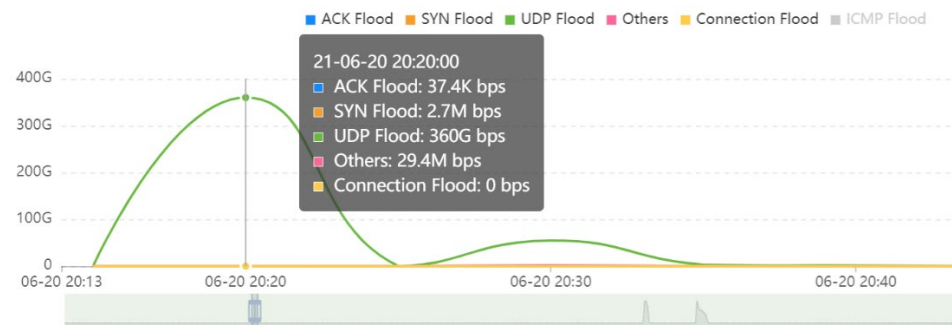 ACK Flood SYN Flood UDP Flood Others Connection Flood ICMP Flood
21-06-20 20:20:00
ACK Flood: 37.4K bps
SYN Flood: 2.7M bps
UDP Flood: 360G bps
Others: 29.4M bps
Connection Flood: 0 bps
400G
300G
200G
100G
0
06-20 20:13 06-20 20:20 06-20 20:30 06-20 20:40